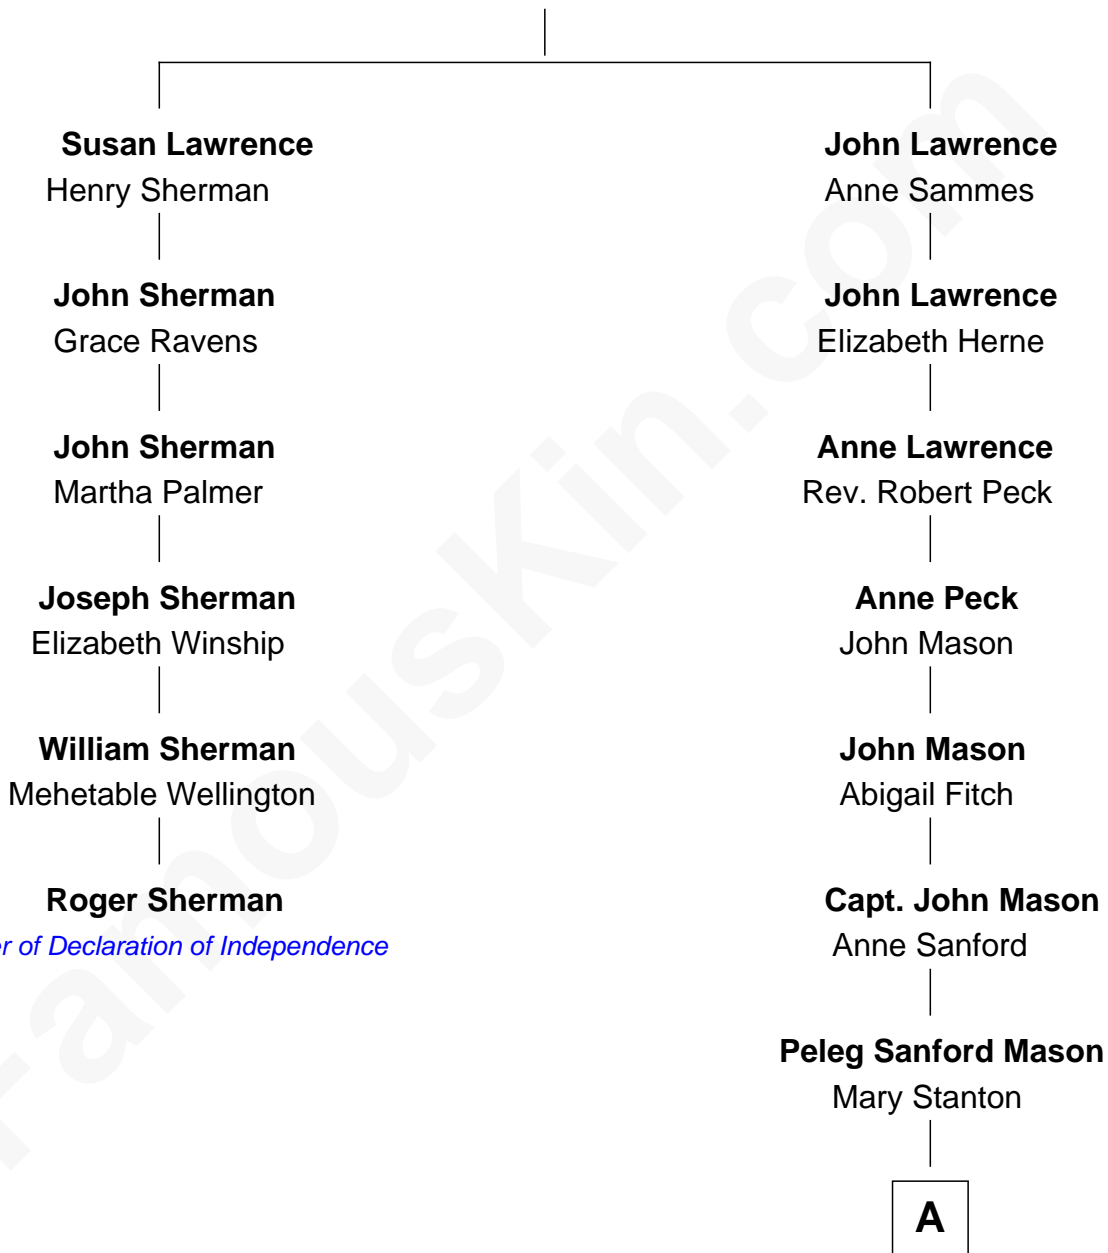 Susan Lawrence
Henry Sherman
John Sherman
Grace Ravens
John Sherman
Martha Palmer
Joseph Sherman
Elizabeth Winship
William Sherman
Mehetable Wellington
Roger Sherman
of Declaration of Independence
John Lawrence
Anne Sammes
John Lawrence
Elizabeth Herne
Anne Lawrence
Rev. Robert Peck
Anne Peck
John Mason
John Mason
Abigail Fitch
Capt. John Mason
Anne Sanford
Peleg Sanford Mason
Mary Stanton
A
FamousKin.com